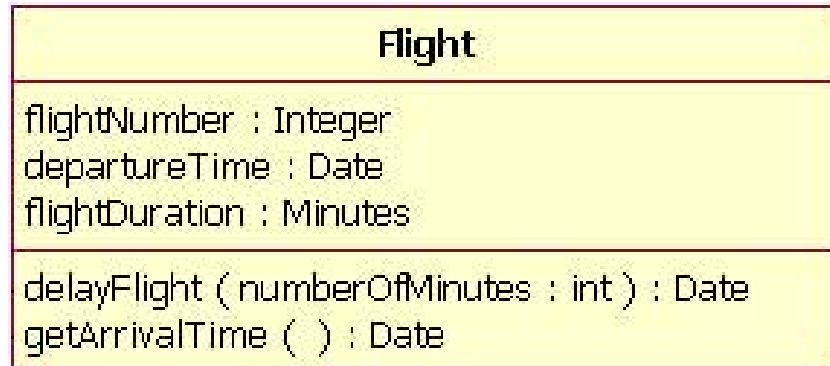 Flight
flightNumber : Integer
departureTime : Date
flightDuration : Minutes
delayFlight ( numberOfMinutes : int ) : Date
getArrivalTime ( ) : Date